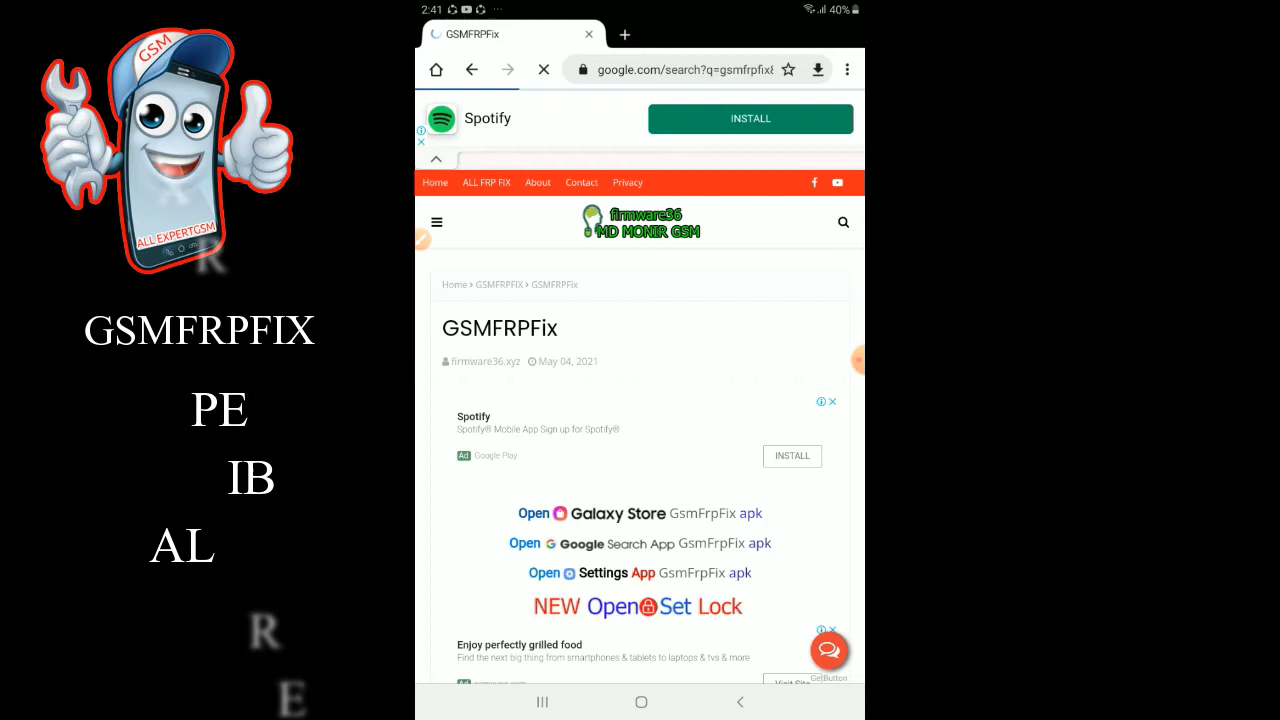 GSM
ALL EXPERTGSM
R
GSMFRPFIX
PE
IB
AL
R
E
2:41
40%
GSMFRPFix
google.com/search?q=gsmfrpfix&
Spotify
INSTALL
Home ALL FRP FIX About Contact Privacy
firmware36
MD MONIR GSM
Home > GSMFRPFIX > GSMFRPFix
GSMFRPFix
firmware36.xyz May 04, 2021
Spotify
Spotify® Mobile App Sign up for Spotify®
Ad Google Play
INSTALL
Open Galaxy Store GsmFrpFix apk
Open Google Search App GsmFrpFix apk
Open Settings App GsmFrpFix apk
NEW Open Set Lock
Enjoy perfectly grilled food
Find the next big thing from smartphones & tablets to laptops & tvs & more
Ad
Visit Site
GetButton